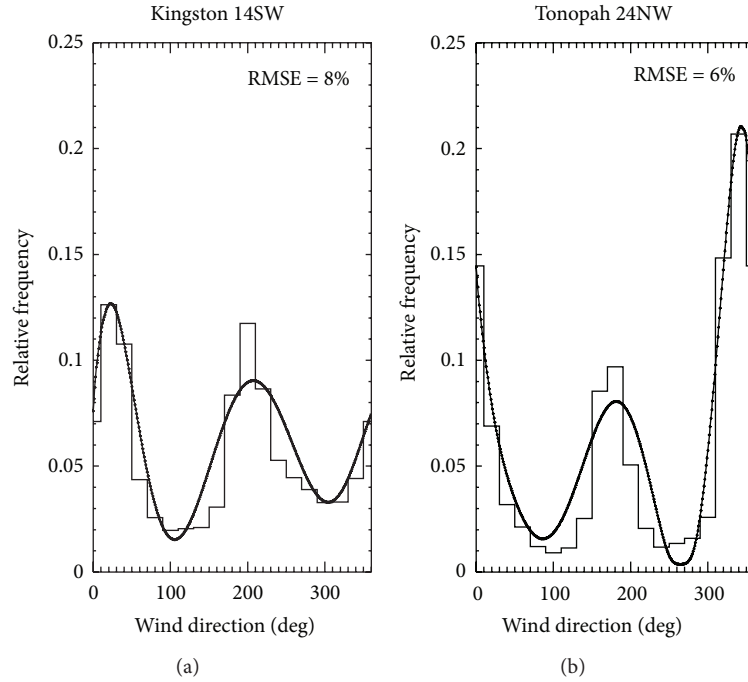 Kingston 14SW
RMSE = 8%
0.25
0.2
0.15
0.1
0.05
0
Relative frequency
0 100 200 300
Wind direction (deg)
(a)
Tonopah 24NW
RMSE = 6%
0.25
0.2
0.15
0.1
0.05
0
Relative frequency
0 100 200 300
Wind direction (deg)
(b)